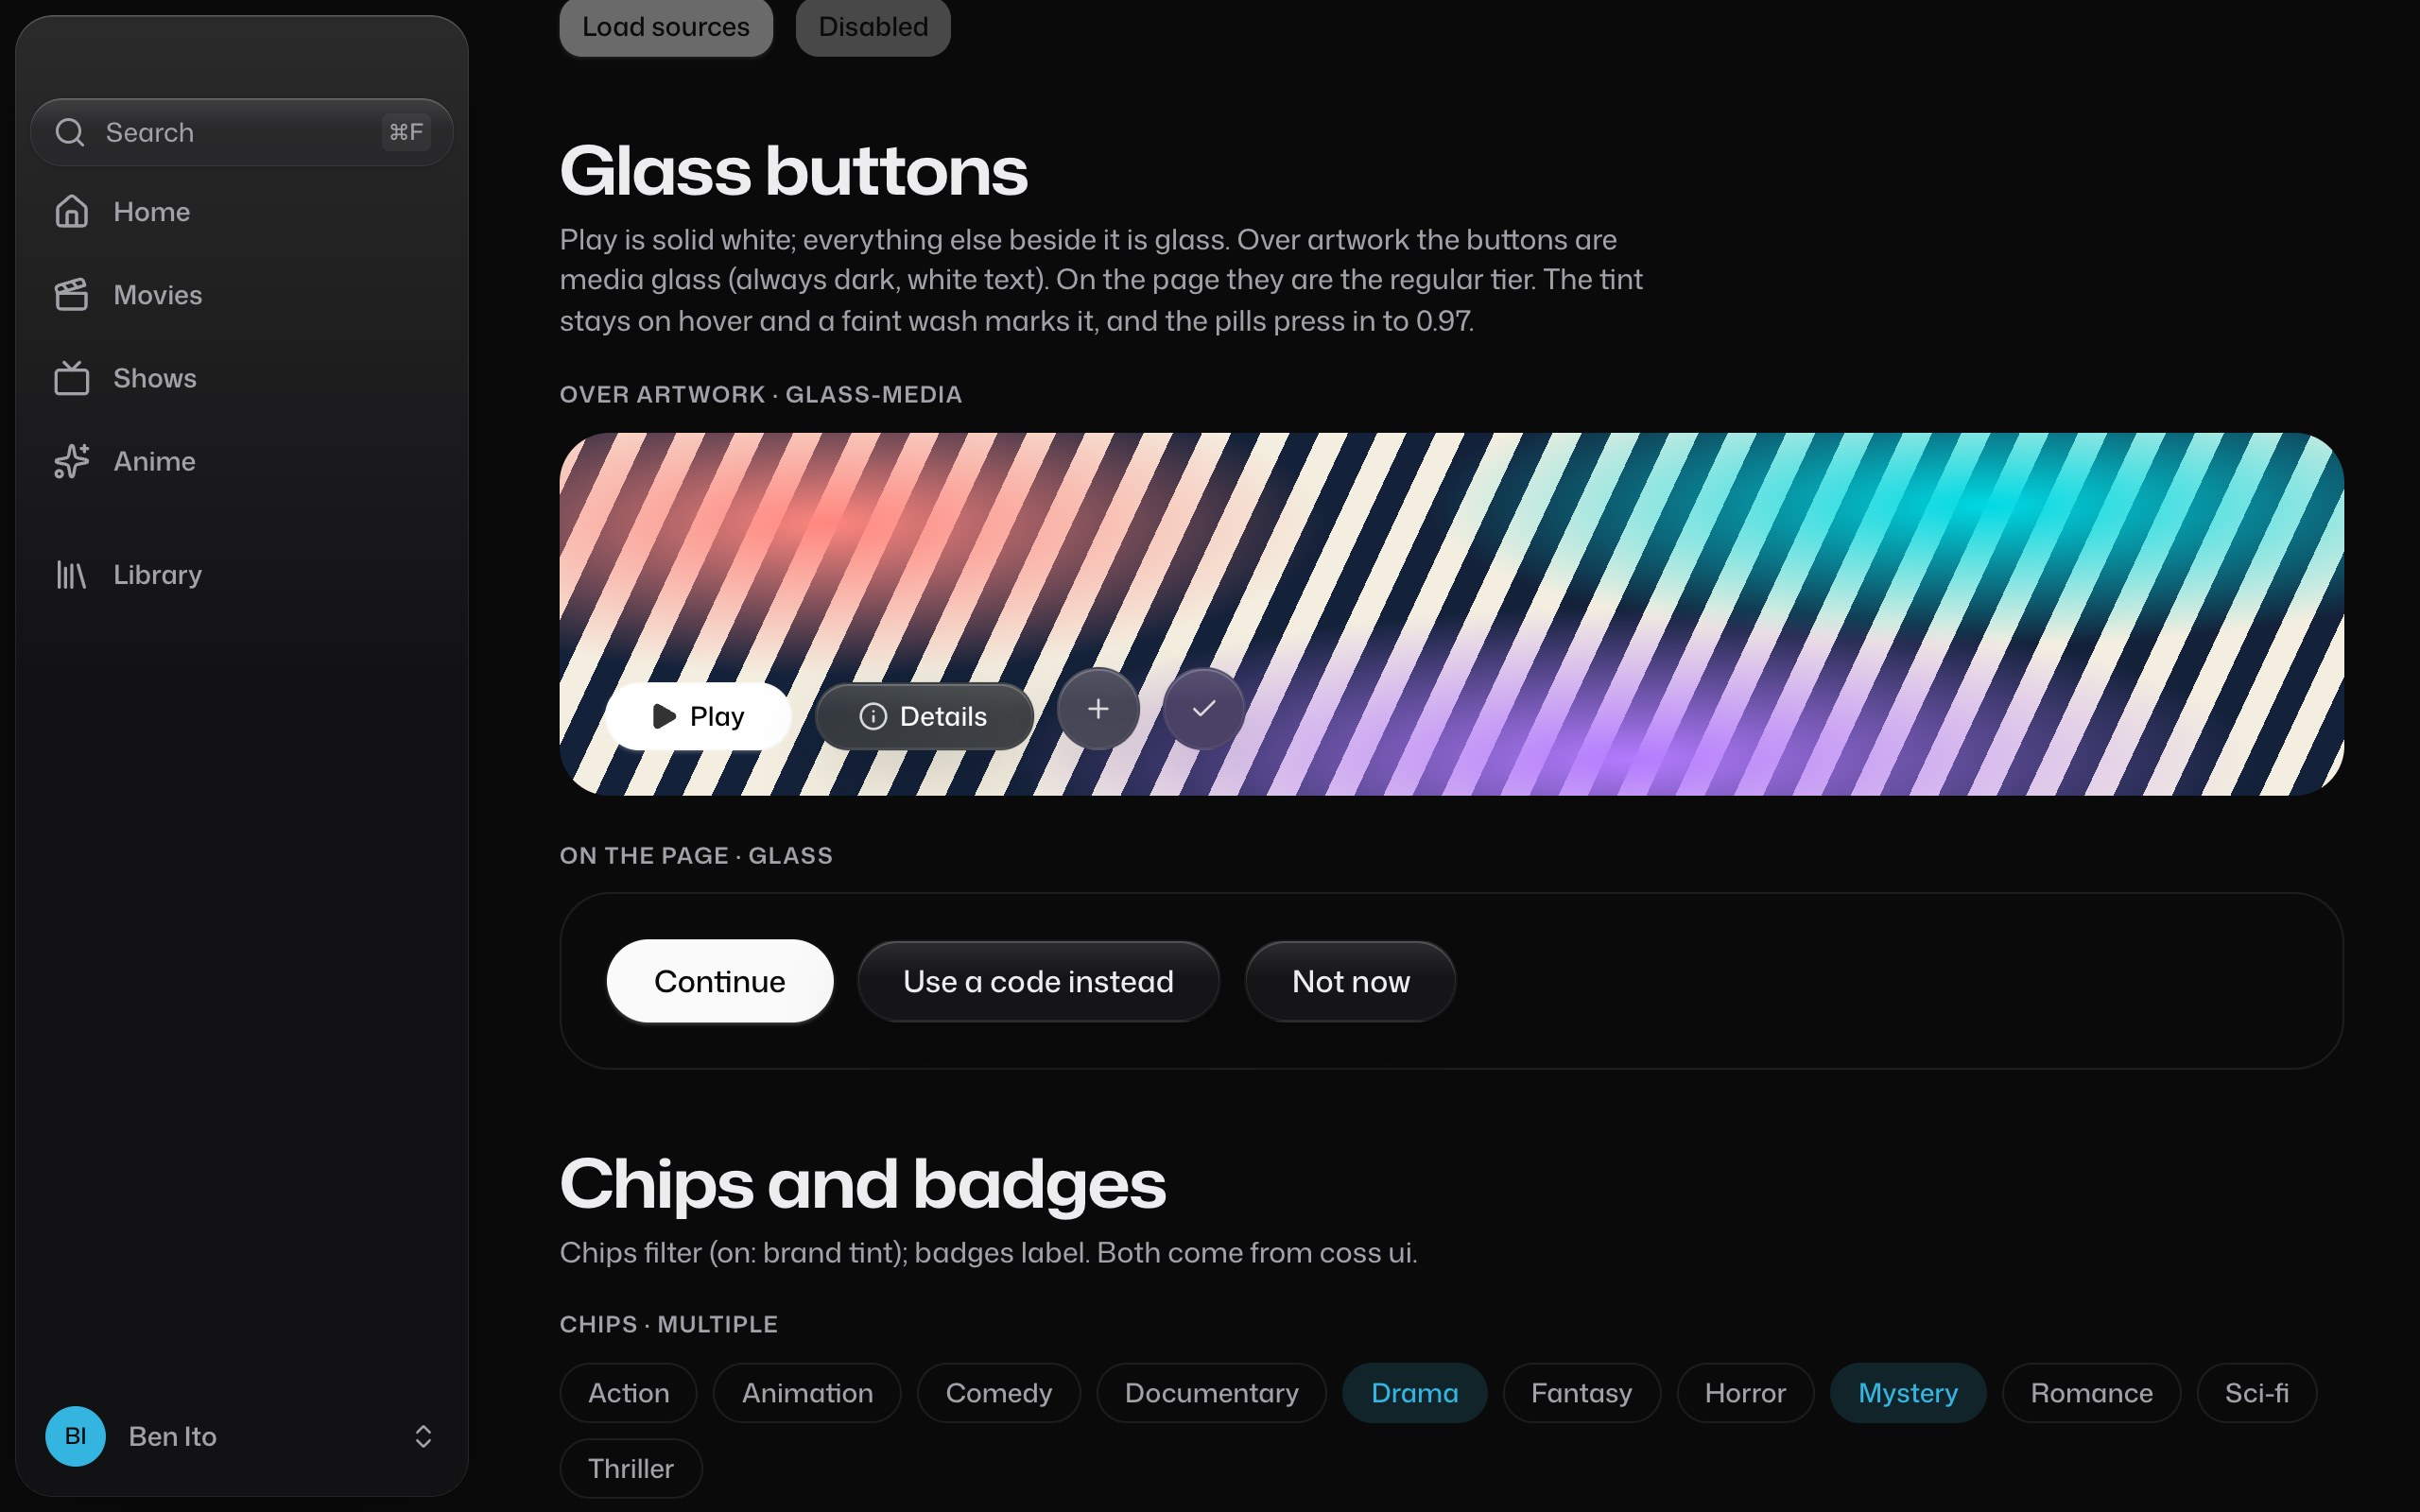 Search
⌘F
Home
Movies
Shows
Anime
Library
BI
Ben Ito
Load sources
Disabled
Glass buttons
Play is solid white; everything else beside it is glass. Over artwork the buttons are
media glass (always dark, white text). On the page they are the regular tier. The tint
stays on hover and a faint wash marks it, and the pills press in to 0.97.
OVER ARTWORK · GLASS-MEDIA
Play
Details
ON THE PAGE · GLASS
Continue
Use a code instead
Not now
Chips and badges
Chips filter (on: brand tint); badges label. Both come from coss ui.
CHIPS · MULTIPLE
Action
Animation
Comedy
Documentary
Drama
Fantasy
Horror
Mystery
Romance
Sci-fi
Thriller